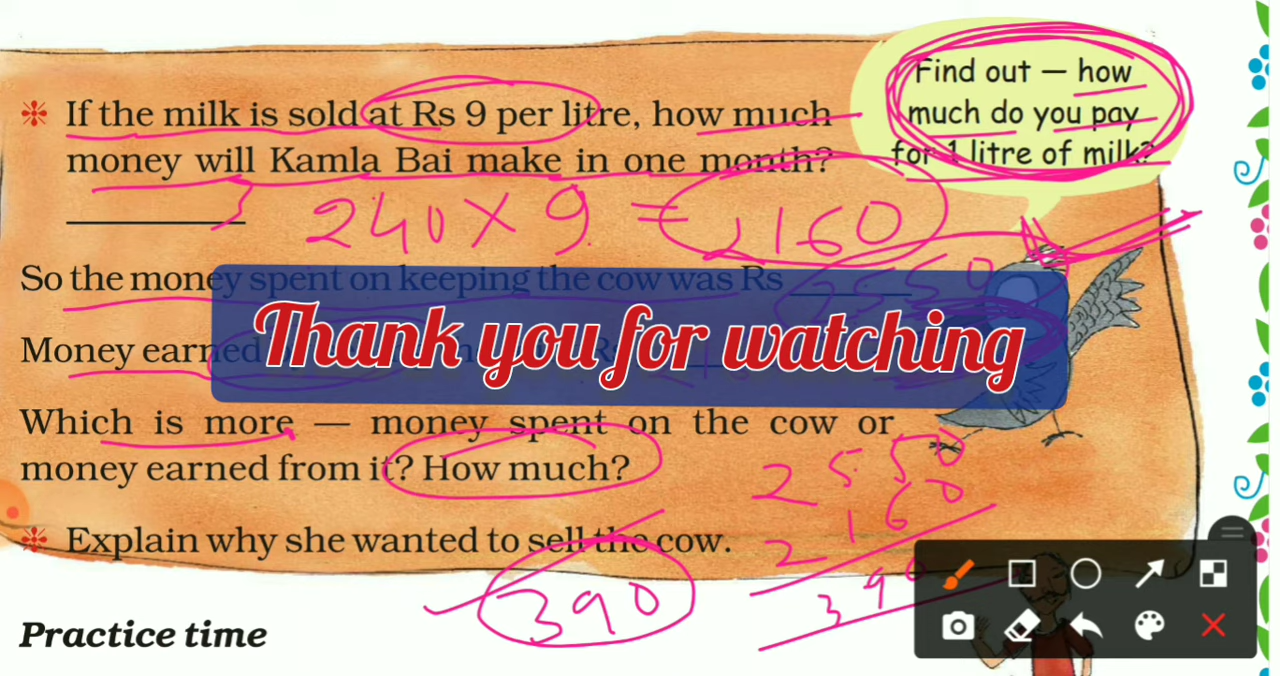 Find out — how
much do you pay
for 1 litre of milk?
If the milk is sold at Rs 9 per litre, how much
money will Kamla Bai make in one month?
240 × 9 = 2160
So the money spent on keeping the cow was Rs 2550
Money earned
Thank you for watching
Which is more — money spent on the cow or
money earned from it? How much?
2550
2160
390
Explain why she wanted to sell the cow.
390
Practice time